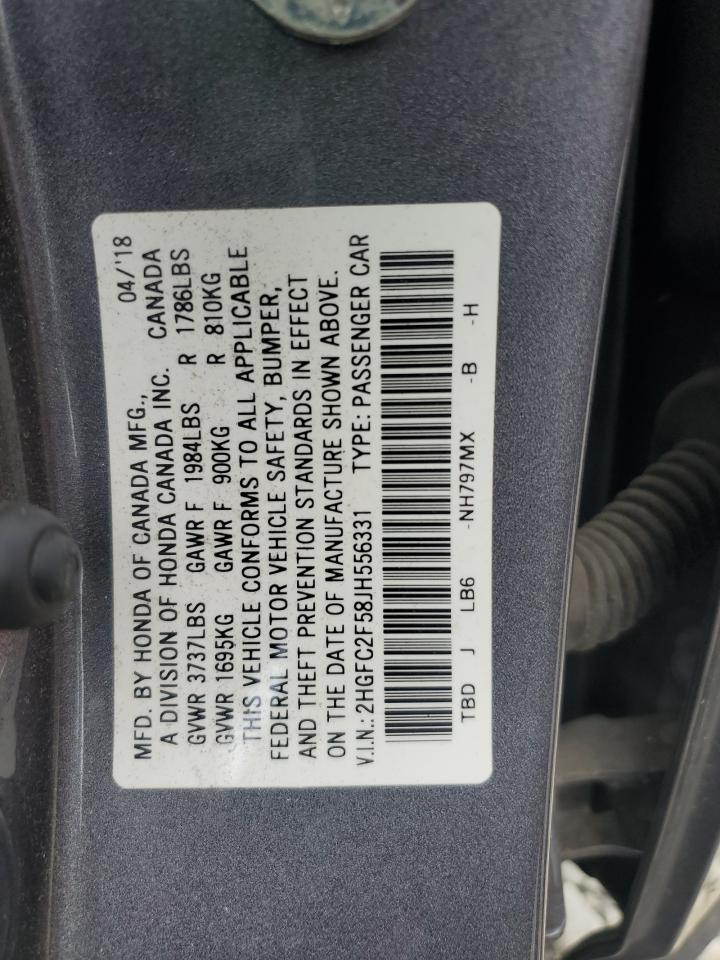 MFD. BY HONDA OF CANADA MFG., 04/'18
A DIVISION OF HONDA CANADA INC. CANADA
GVWR 3737LBS GAWR F 1984LBS R 1786LBS
GVWR 1695KG GAWR F 900KG R 810KG
THIS VEHICLE CONFORMS TO ALL APPLICABLE
FEDERAL MOTOR VEHICLE SAFETY, BUMPER,
AND THEFT PREVENTION STANDARDS IN EFFECT
ON THE DATE OF MANUFACTURE SHOWN ABOVE.
V.I.N.: 2HGFC2F58JH556331 TYPE: PASSENGER CAR
TBD J LB6 -NH797MX -B -H